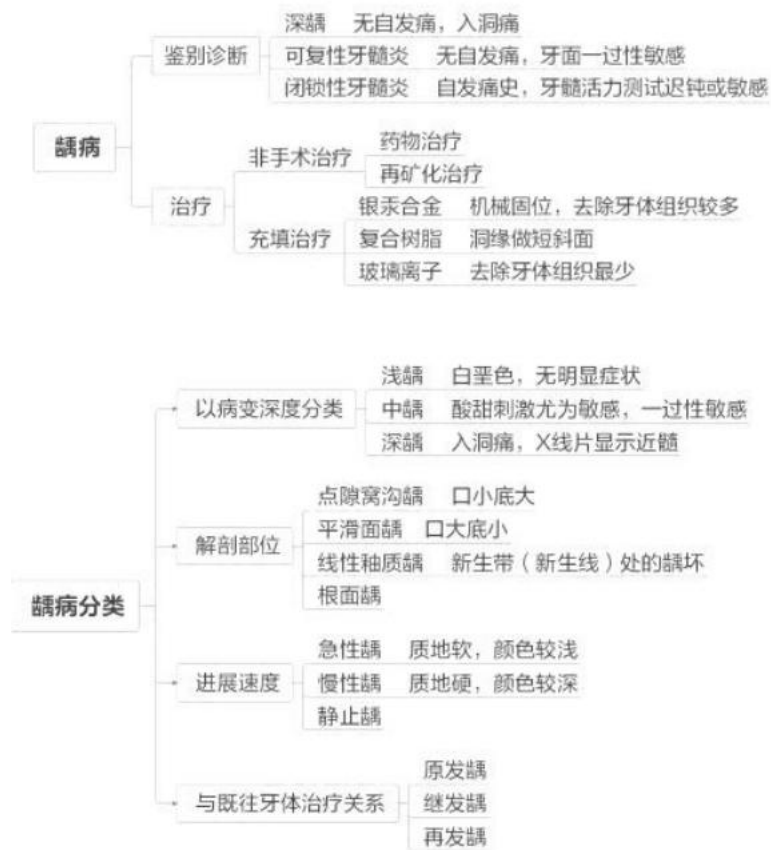 龋病
鉴别诊断
深龋 无自发痛，入洞痛
可复性牙髓炎 无自发痛，牙面一过性敏感
闭锁性牙髓炎 自发痛史，牙髓活力测试迟钝或敏感
治疗
非手术治疗
药物治疗
再矿化治疗
充填治疗
银汞合金 机械固位，去除牙体组织较多
复合树脂 洞缘做短斜面
玻璃离子 去除牙体组织最少
龋病分类
以病变深度分类
浅龋 白垩色，无明显症状
中龋 酸甜刺激尤为敏感，一过性敏感
深龋 入洞痛，X线片显示近髓
解剖部位
点隙窝沟龋 口小底大
平滑面龋 口大底小
线性釉质龋 新生带（新生线）处的龋坏
根面龋
进展速度
急性龋 质地软，颜色较浅
慢性龋 质地硬，颜色较深
静止龋
与既往牙体治疗关系
原发龋
继发龋
再发龋